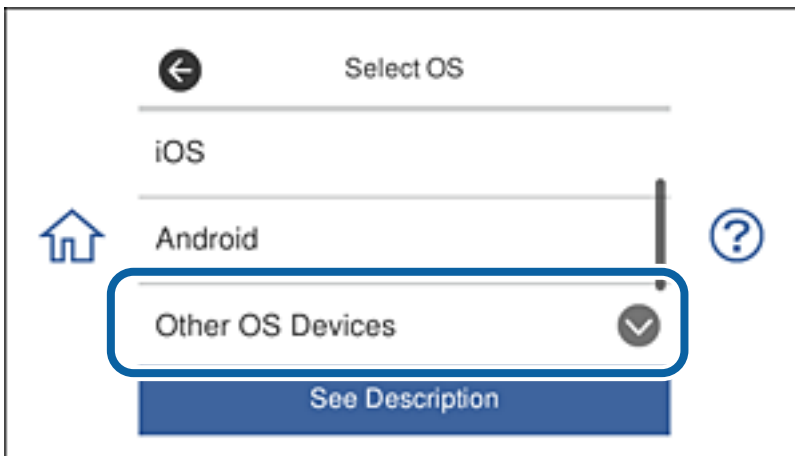 Select OS
iOS
Android
Other OS Devices
See Description